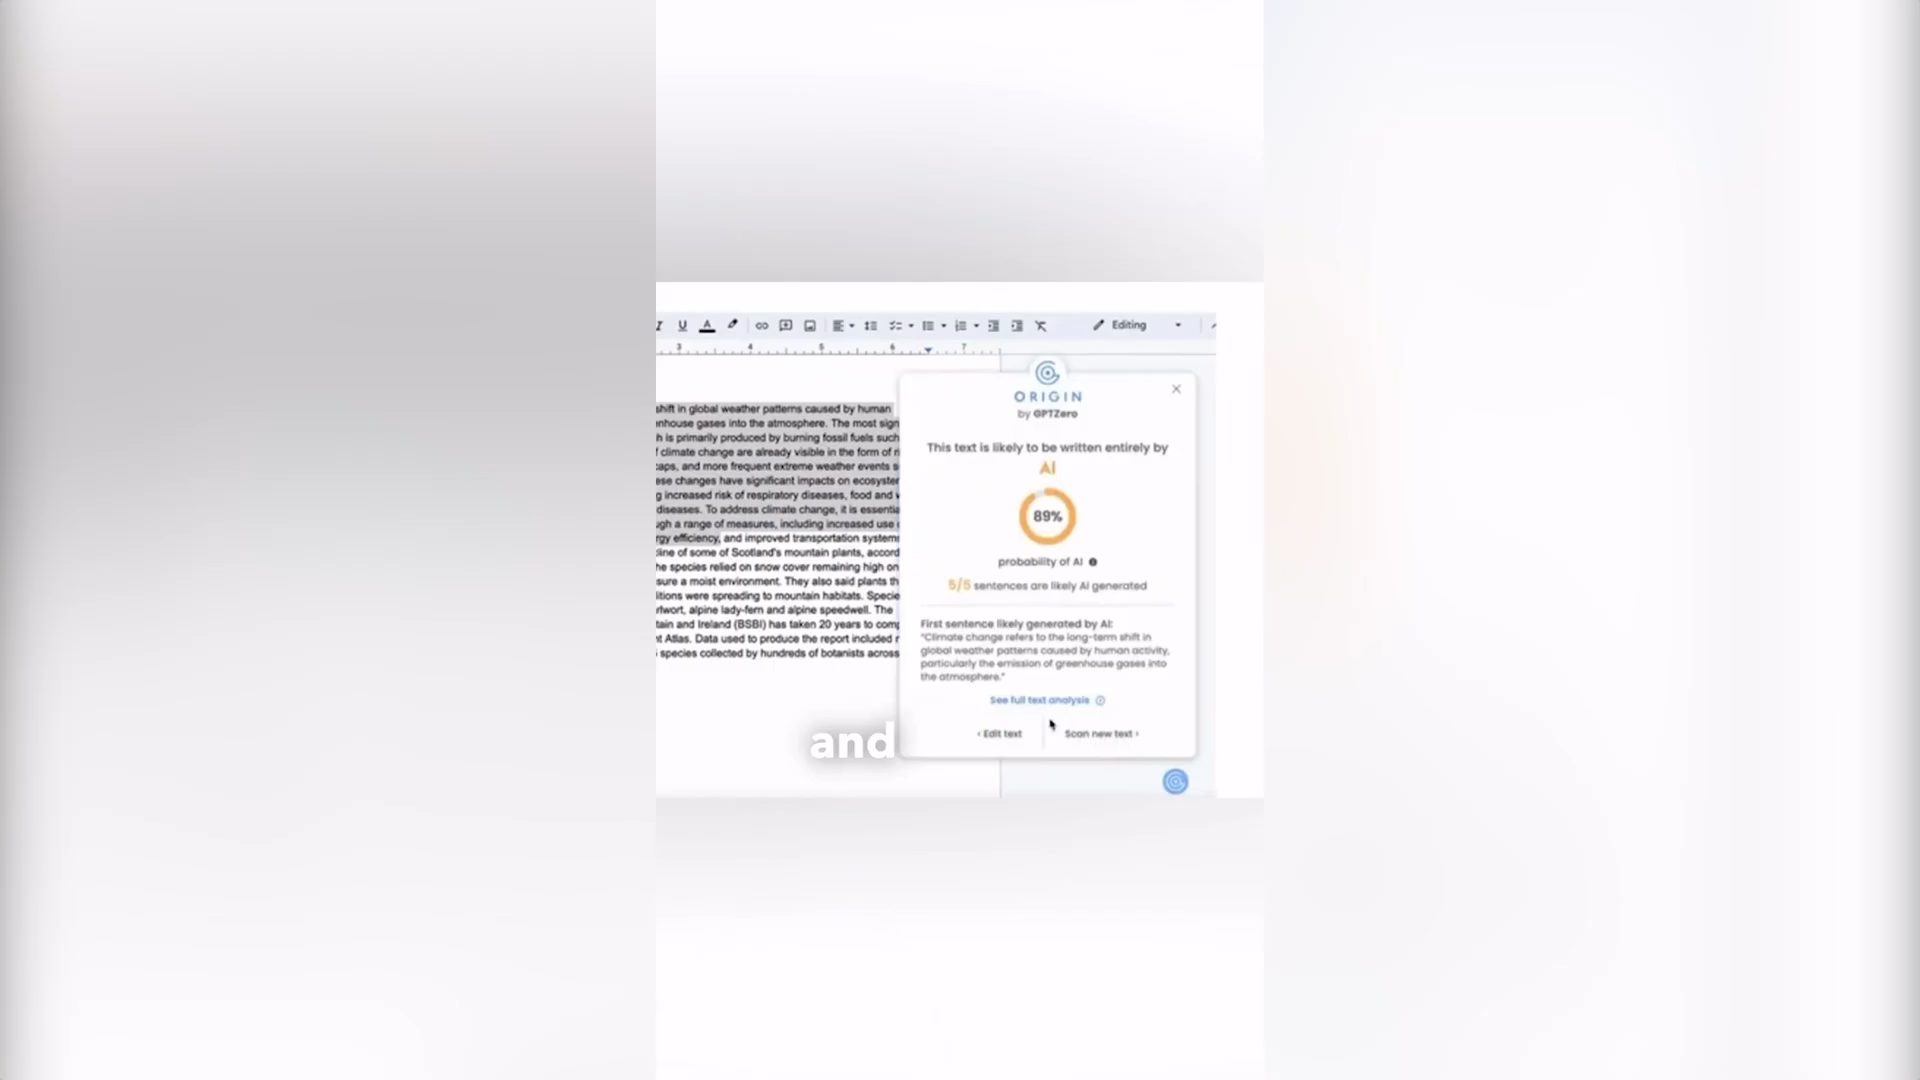 Editing
3 4 5 6 7
shift in global weather patterns caused by human
nhouse gases into the atmosphere. The most sign
h is primarily produced by burning fossil fuels such
f climate change are already visible in the form of
caps, and more frequent extreme weather events s
ese changes have significant impacts on ecosyster
g increased risk of respiratory diseases, food and
diseases. To address climate change, it is essentia
ugh a range of measures, including increased use
rgy efficiency, and improved transportation systems
line of some of Scotland's mountain plants, accord
he species relied on snow cover remaining high on
sure a moist environment. They also said plants th
itions were spreading to mountain habitats. Specie
rlwort, alpine lady-fern and alpine speedwell. The
tain and Ireland (BSBI) has taken 20 years to comp
t Atlas. Data used to produce the report included
species collected by hundreds of botanists across
ORIGIN
by GPTZero
This text is likely to be written entirely by
AI
89%
probability of AI
5/5 sentences are likely AI generated
First sentence likely generated by AI:
"Climate change refers to the long-term shift in
global weather patterns caused by human activity,
particularly the emission of greenhouse gases into
the atmosphere."
See full text analysis
‹ Edit text
Scan new text ›
and